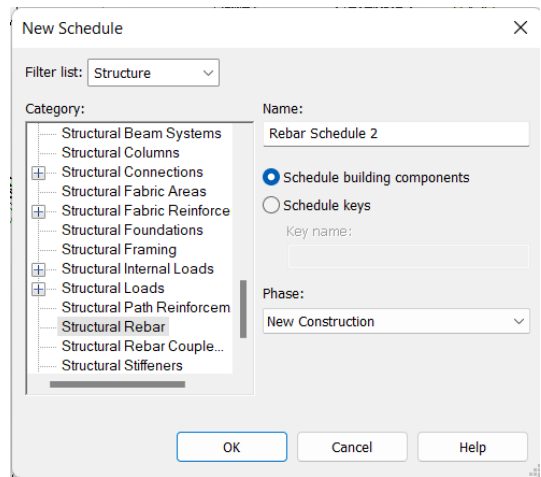 New Schedule
Filter list: Structure
Category:
Structural Beam Systems
Structural Columns
Structural Connections
Structural Fabric Areas
Structural Fabric Reinforce
Structural Foundations
Structural Framing
Structural Internal Loads
Structural Loads
Structural Path Reinforcem
Structural Rebar
Structural Rebar Couple...
Structural Stiffeners
Name:
Rebar Schedule 2
Schedule building components
Schedule keys
Key name:
Phase:
New Construction
OK Cancel Help